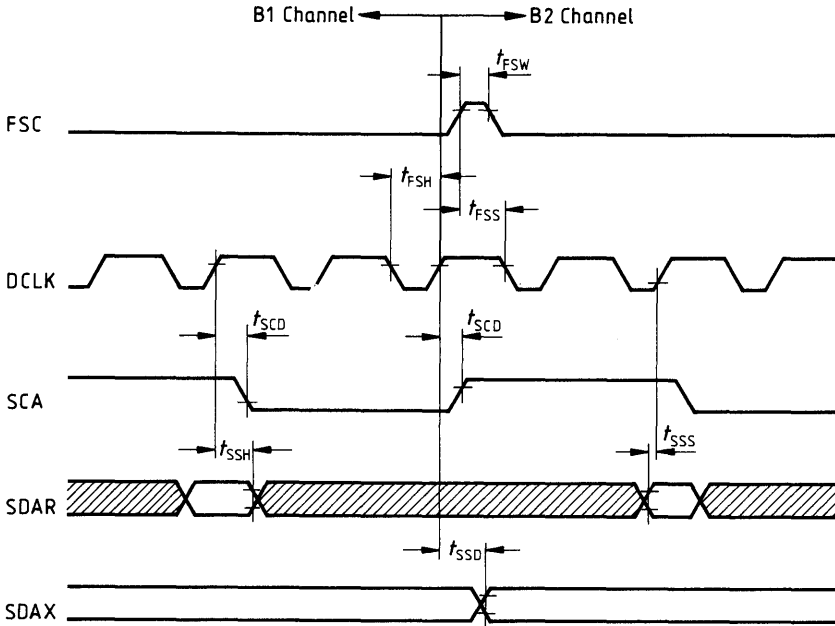 B1 Channel B2 Channel
tFSW
FSC
tFSH
tFSS
DCLK
tSCD tSCD
SCA
tSSH tSSS
SDAR
tSSD
SDAX